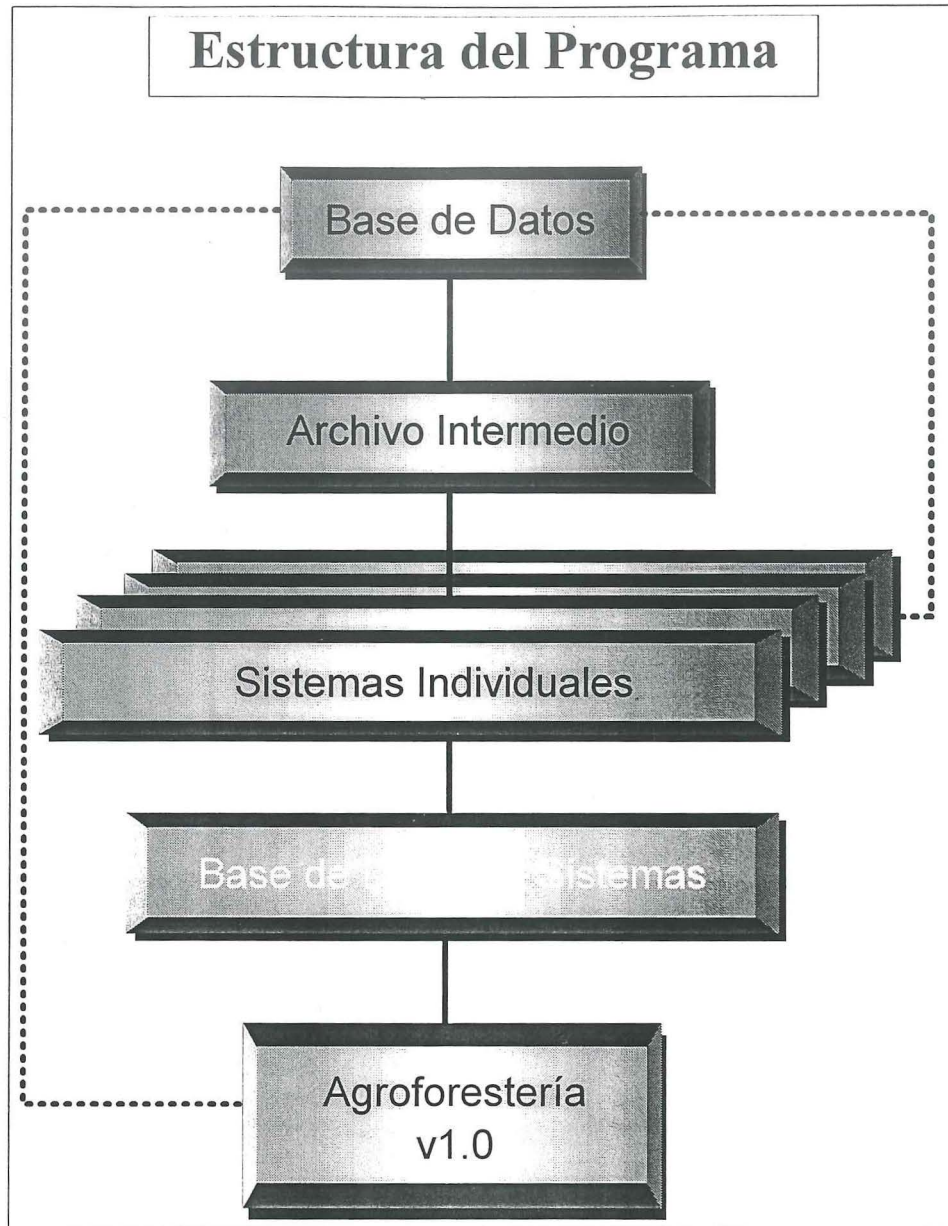 Estructura del Programa
Base de Datos
Archivo Intermedio
Sistemas Individuales
Base de Sistemas
Agroforestería
v1.0